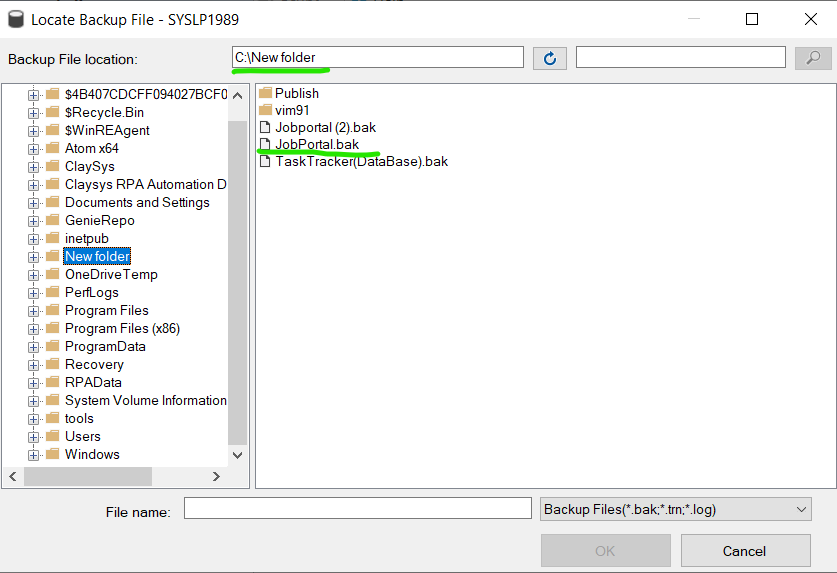 Locate Backup File - SYSLP1989
Backup File location:
C:\New folder
$4B407CDCFF094027BCF0
$Recycle.Bin
$WinREAgent
Atom x64
ClaySys
Claysys RPA Automation D
Documents and Settings
GenieRepo
inetpub
New folder
OneDriveTemp
PerfLogs
Program Files
Program Files (x86)
ProgramData
Recovery
RPAData
System Volume Information
tools
Users
Windows
Publish
vim91
Jobportal (2).bak
JobPortal.bak
TaskTracker(DataBase).bak
File name:
Backup Files(*.bak;*.trn;*.log)
OK
Cancel